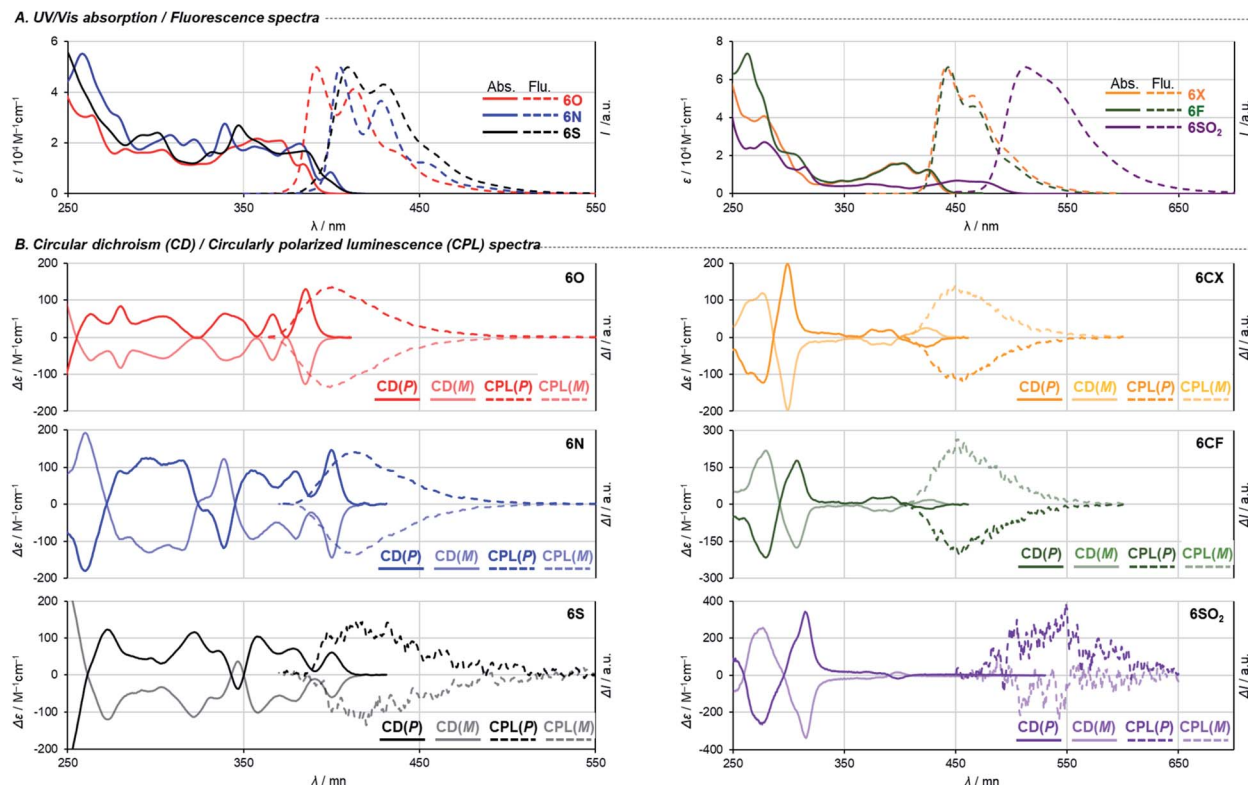 A. UV/Vis absorption / Fluorescence spectra
6
4
2
0
ε / 10⁴ M⁻¹cm⁻¹
250
350
450
550
λ / nm
I /a.u.
Abs. Flu.
6O
6N
6S
8
6
4
2
0
ε / 10⁴ M⁻¹cm⁻¹
250
350
450
550
650
λ / nm
I /a.u.
Abs. Flu.
6X
6F
6SO₂
B. Circular dichroism (CD) / Circularly polarized luminescence (CPL) spectra
200
100
0
-100
-200
Δε / M⁻¹cm⁻¹
ΔI / a.u.
6O
CD(P) CD(M) CPL(P) CPL(M)
200
100
0
-100
-200
Δε / M⁻¹cm⁻¹
ΔI / a.u.
6CX
CD(P) CD(M) CPL(P) CPL(M)
200
100
0
-100
-200
Δε / M⁻¹cm⁻¹
ΔI / a.u.
6N
CD(P) CD(M) CPL(P) CPL(M)
300
150
0
-150
-300
Δε / M⁻¹cm⁻¹
ΔI / a.u.
6CF
CD(P) CD(M) CPL(P) CPL(M)
200
100
0
-100
-200
Δε / M⁻¹cm⁻¹
ΔI / a.u.
6S
CD(P) CD(M) CPL(P) CPL(M)
250
350
450
550
λ / mn
400
200
0
-200
-400
Δε / M⁻¹cm⁻¹
ΔI / a.u.
6SO₂
CD(P) CD(M) CPL(P) CPL(M)
250
350
450
550
650
λ / mn